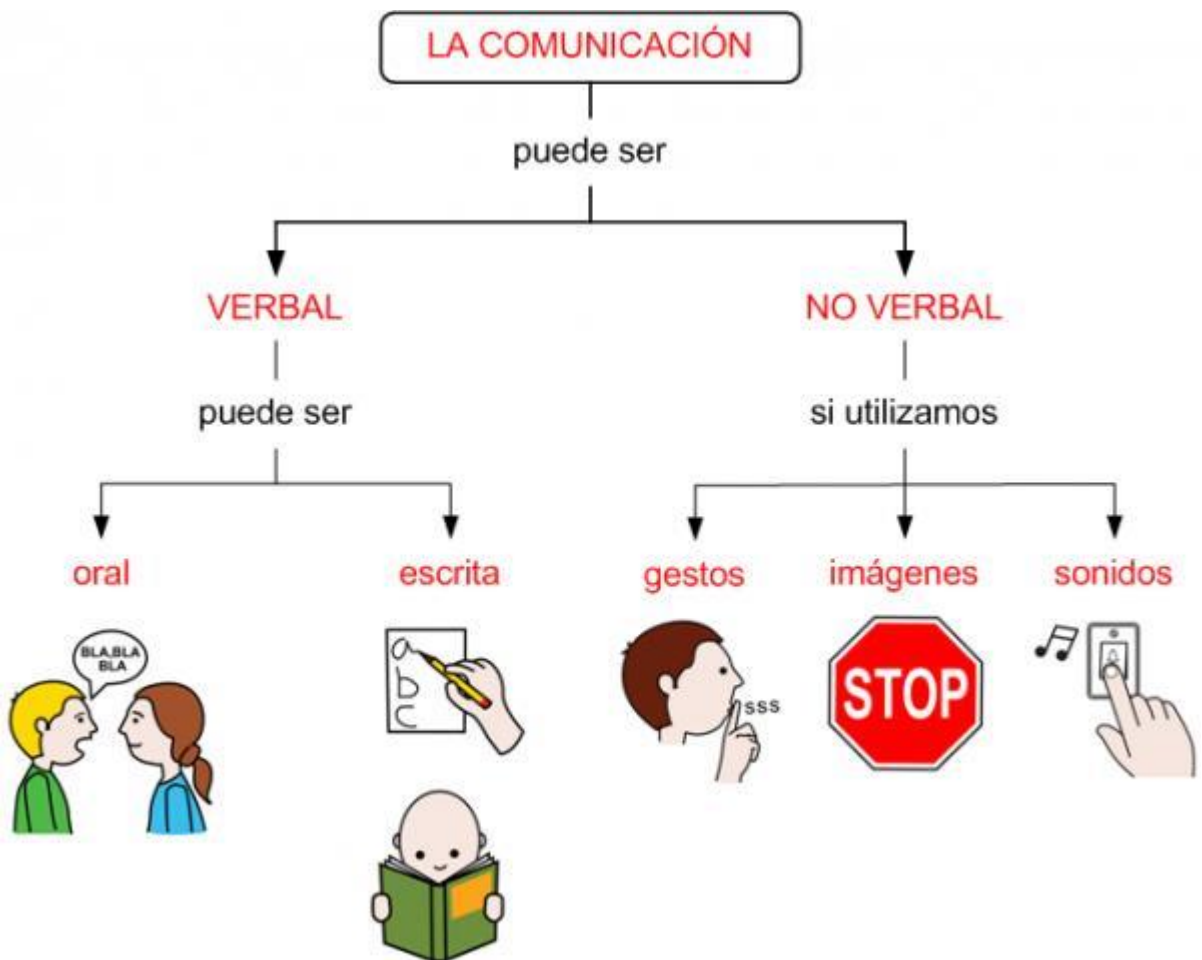 LA COMUNICACIÓN
puede ser
VERBAL
NO VERBAL
puede ser
si utilizamos
oral
escrita
gestos
imágenes
sonidos
BLA,BLA
BLA
a
b
c
sss
STOP